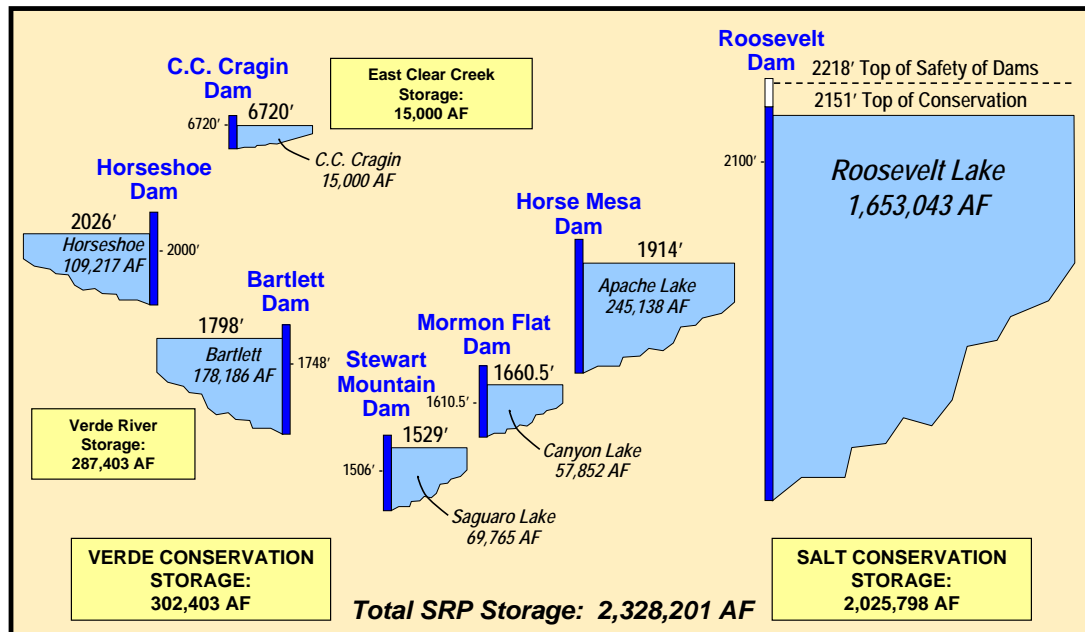 C.C. Cragin
Dam
6720'
6720'
C.C. Cragin
15,000 AF
East Clear Creek
Storage:
15,000 AF
Roosevelt
Dam
2218' Top of Safety of Dams
2151' Top of Conservation
2100'
Roosevelt Lake
1,653,043 AF
Horseshoe
Dam
2026'
Horseshoe
109,217 AF
2000'
Horse Mesa
Dam
1914'
Apache Lake
245,138 AF
Bartlett
Dam
1798'
Bartlett
178,186 AF
1748'
Mormon Flat
Dam
1660.5'
1610.5'
Canyon Lake
57,852 AF
Stewart
Mountain
Dam
1529'
1506'
Saguaro Lake
69,765 AF
Verde River
Storage:
287,403 AF
VERDE CONSERVATION
STORAGE:
302,403 AF
Total SRP Storage: 2,328,201 AF
SALT CONSERVATION
STORAGE:
2,025,798 AF